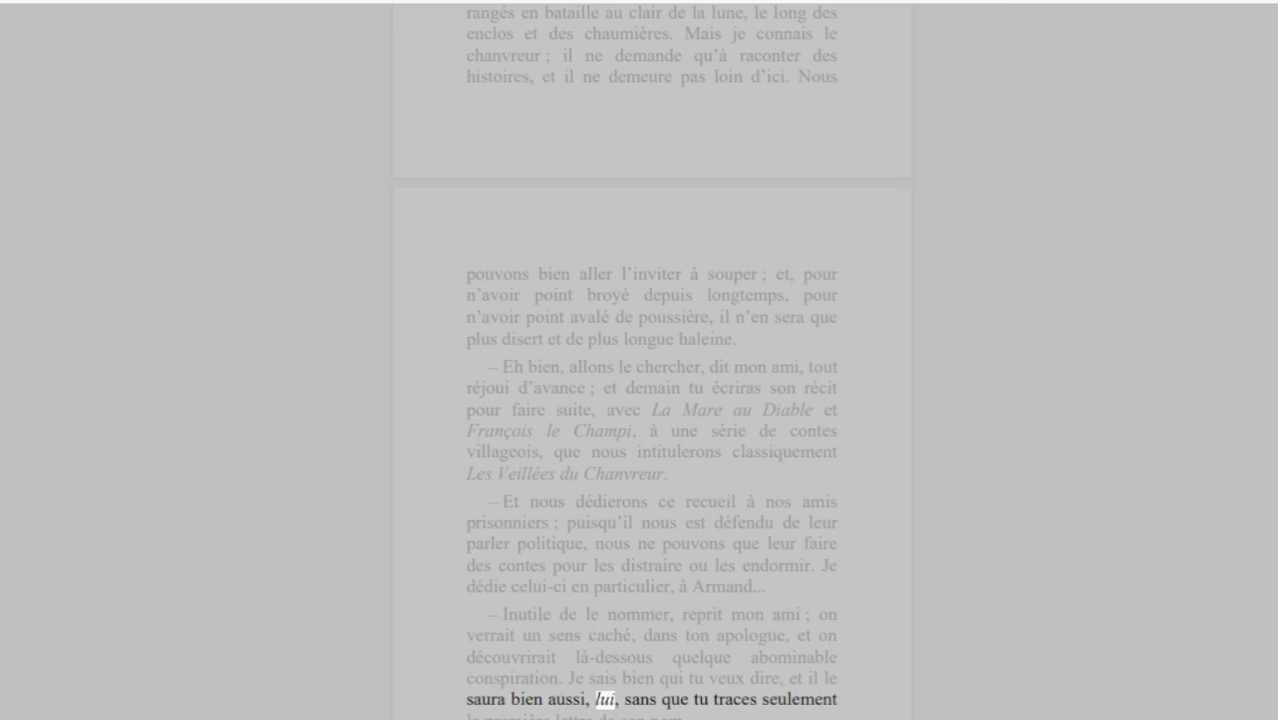 rangés en bataille au clair de la lune, le long des
enclos et des chaumières. Mais je connais le
chanvreur ; il ne demande qu’à raconter des
histoires, et il ne demeure pas loin d’ici. Nous
pouvons bien aller l’inviter à souper ; et, pour
n’avoir point broyé depuis longtemps, pour
n’avoir point avalé de poussière, il n’en sera que
plus disert et de plus longue haleine.
– Eh bien, allons le chercher, dit mon ami, tout
réjoui d’avance ; et demain tu écriras son récit
pour faire suite, avec La Mare au Diable et
François le Champi, à une série de contes
villageois, que nous intitulerons classiquement
Les Veillées du Chanvreur.
– Et nous dédierons ce recueil à nos amis
prisonniers ; puisqu’il nous est défendu de leur
parler politique, nous ne pouvons que leur faire
des contes pour les distraire ou les endormir. Je
dédie celui-ci en particulier, à Armand...
– Inutile de le nommer, reprit mon ami ; on
verrait un sens caché, dans ton apologue, et on
découvrirait là-dessous quelque abominable
conspiration. Je sais bien qui tu veux dire, et il le
saura bien aussi, lui, sans que tu traces seulement
la première lettre de son nom.